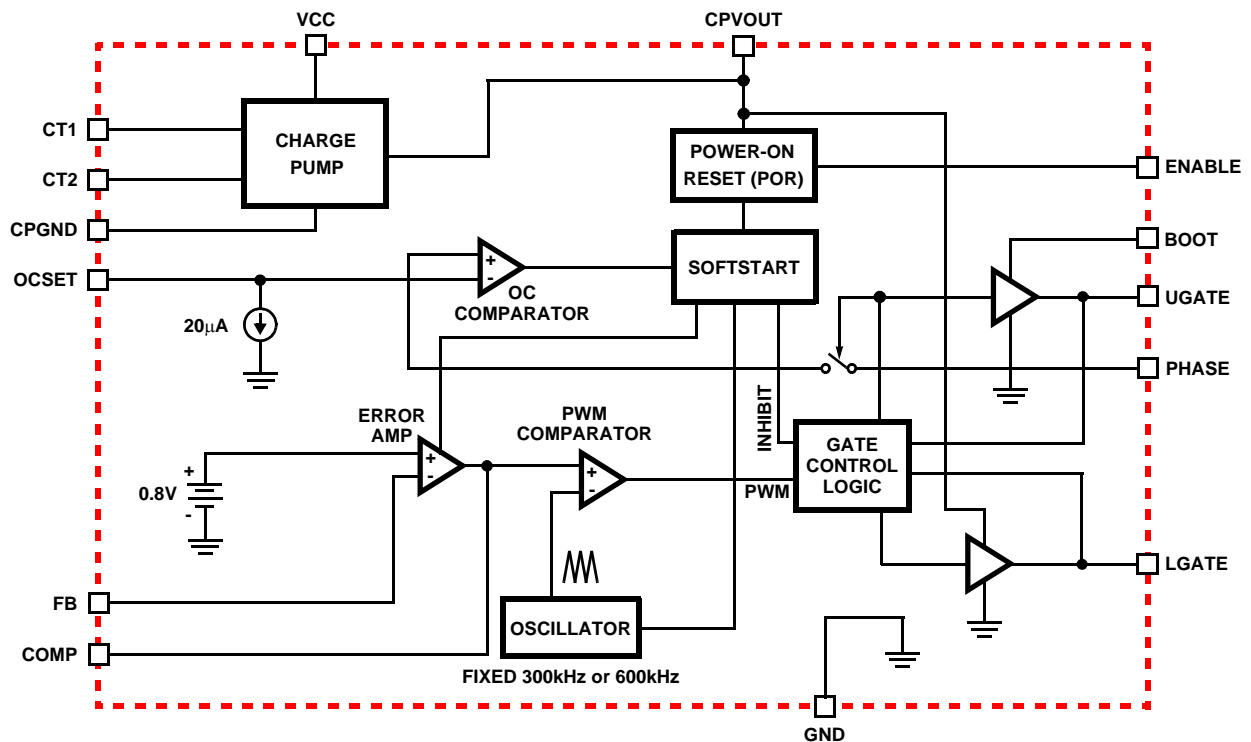 VCC
CPVOUT
CT1
CHARGE
PUMP
POWER-ON
RESET (POR)
ENABLE
CT2
CPGND
BOOT
OCSET
+
-
SOFTSTART
OC
COMPARATOR
UGATE
20μA
PHASE
ERROR
AMP
PWM
COMPARATOR
INHIBIT
+
0.8V
-
+
-
+
-
GATE
CONTROL
LOGIC
PWM
LGATE
FB
OSCILLATOR
COMP
FIXED 300kHz or 600kHz
GND